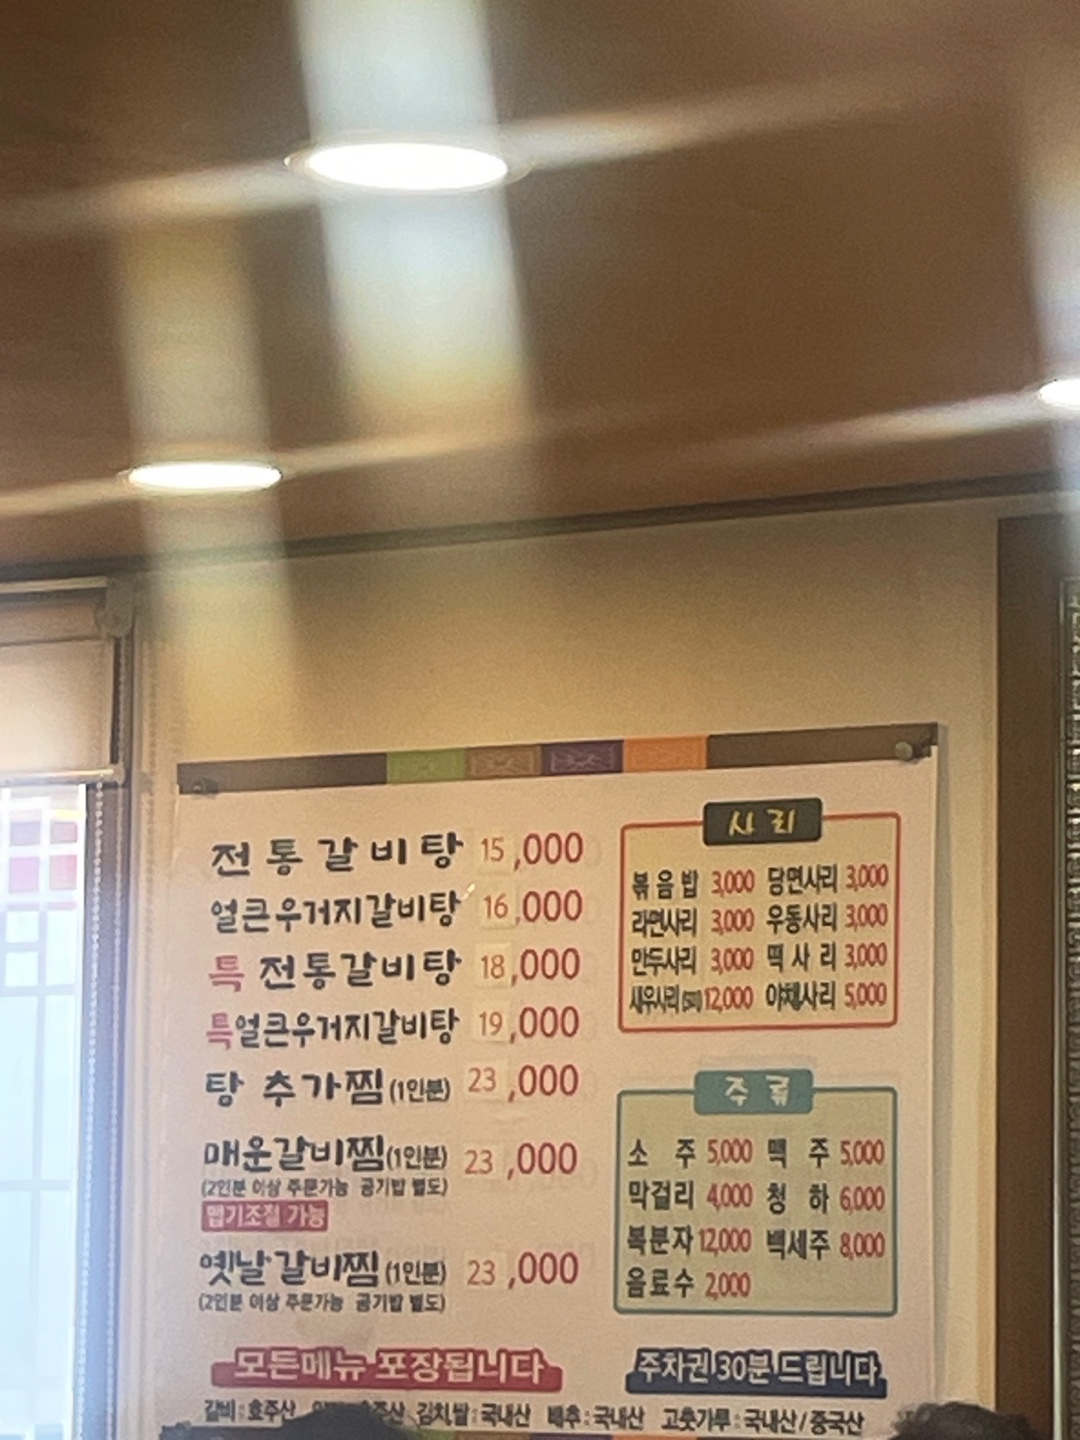 전통갈비탕 15,000
얼큰우거지갈비탕 16,000
특 전통갈비탕 18,000
특얼큰우거지갈비탕 19,000
탕 추가찜(1인분) 23,000
매운갈비찜(1인분) 23,000
(2인분 이상 주문가능 공기밥 별도)
맵기조절 가능
옛날갈비찜(1인분) 23,000
(2인분 이상 주문가능 공기밥 별도)
사리
볶음밥 3,000 당면사리 3,000
라면사리 3,000 우동사리 3,000
만두사리 3,000 떡사리 3,000
새우사리 12,000 야채사리 5,000
주류
소주 5,000 맥주 5,000
막걸리 4,000 청하 6,000
복분자 12,000 백세주 8,000
음료수 2,000
모든메뉴 포장됩니다
주차권 30분 드립니다
갈비:호주산 김치,쌀:국내산 배추:국내산 고춧가루:국내산/중국산